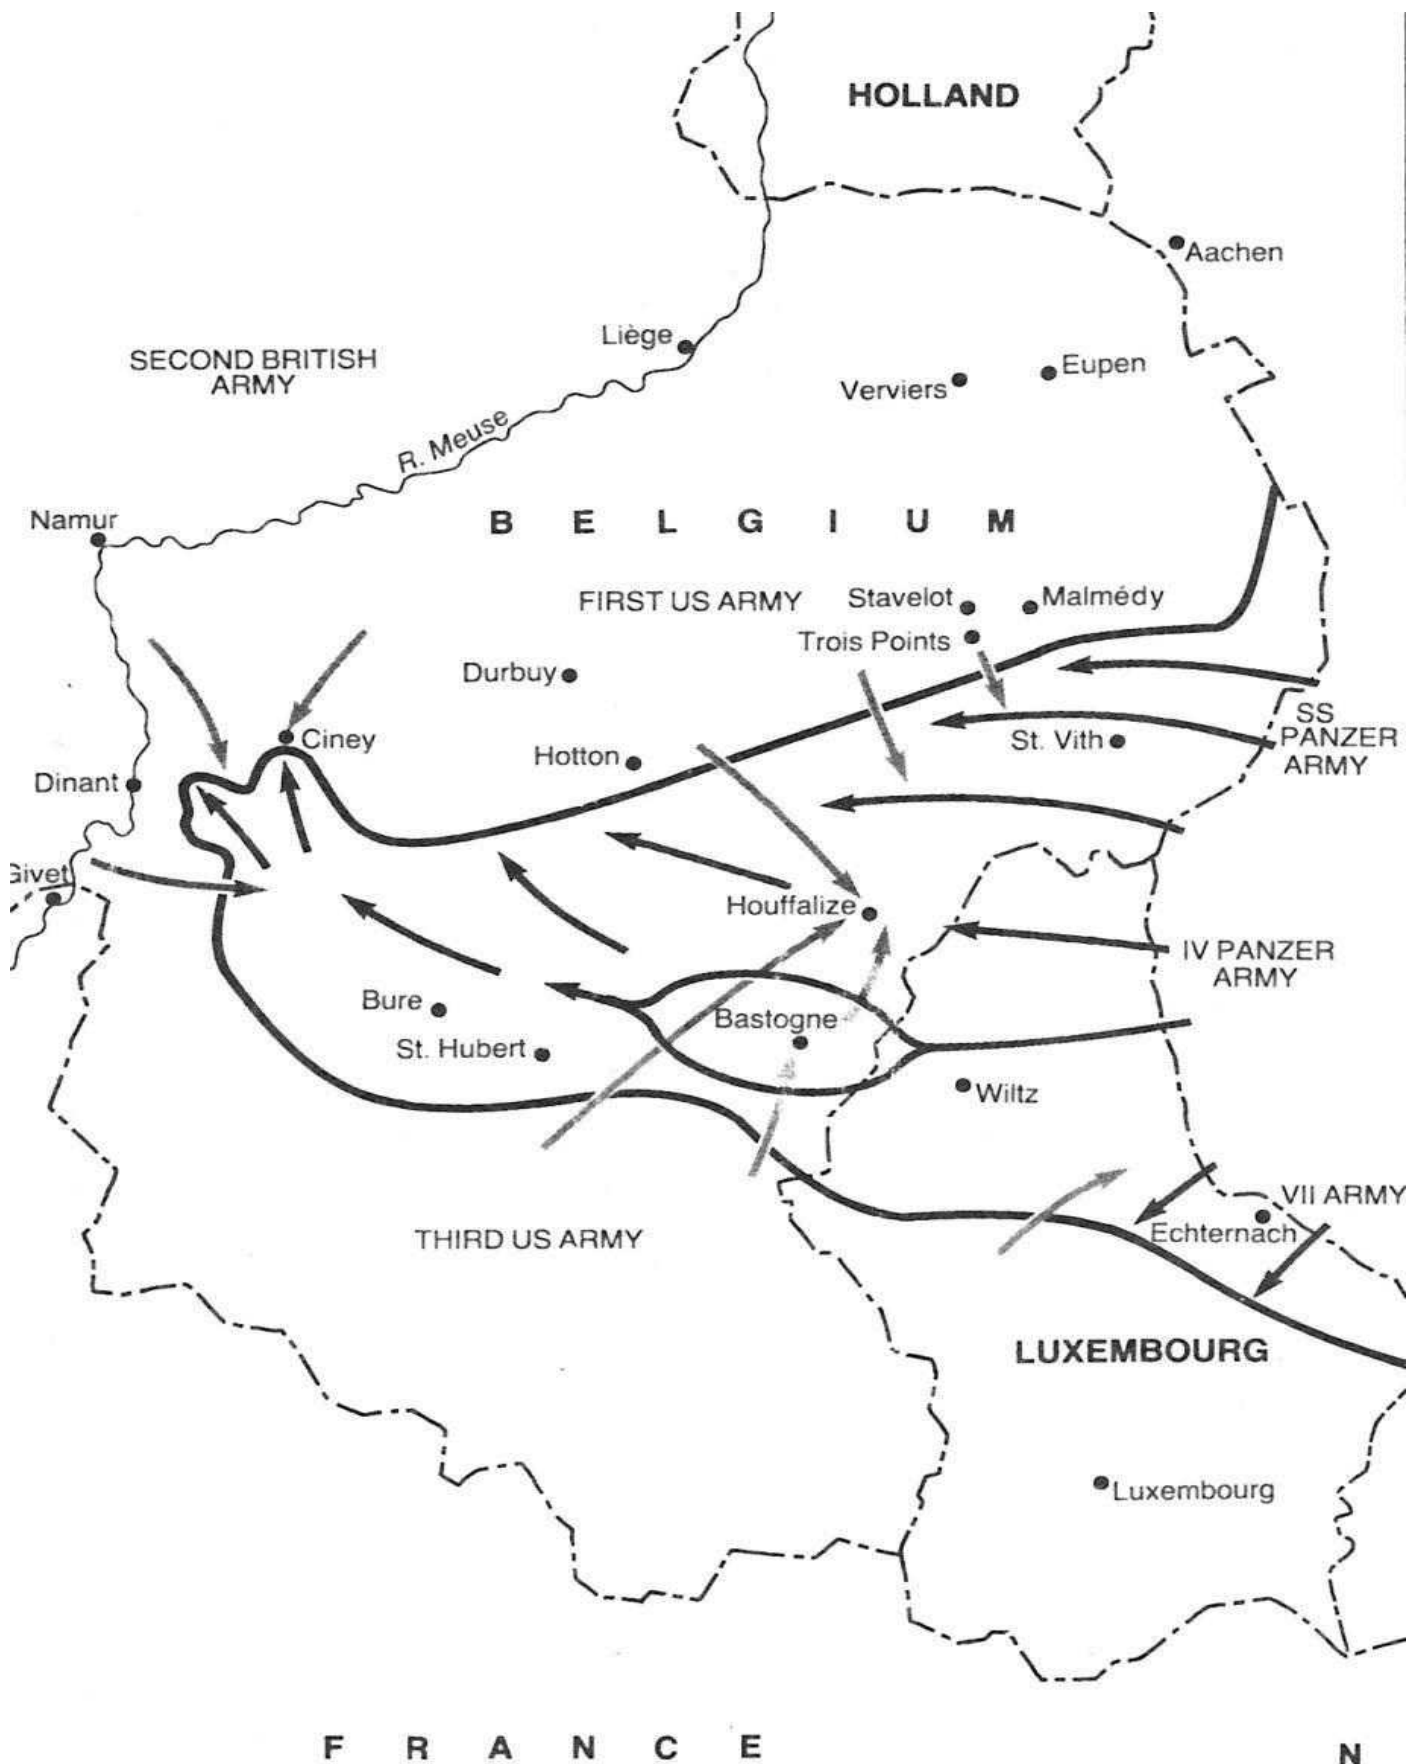 HOLLAND
Aachen
Liège
SECOND BRITISH
ARMY
Eupen
Verviers
R. Meuse
Namur
B E L G I U M
FIRST US ARMY
Stavelot
Malmédy
Trois Points
Durbuy
SS
PANZER
ARMY
Ciney
St. Vith
Hotton
Dinant
Givet
Houffalize
IV PANZER
ARMY
Bure
Bastogne
St. Hubert
Wiltz
VII ARMY
Echternach
THIRD US ARMY
LUXEMBOURG
Luxembourg
F R A N C E
N